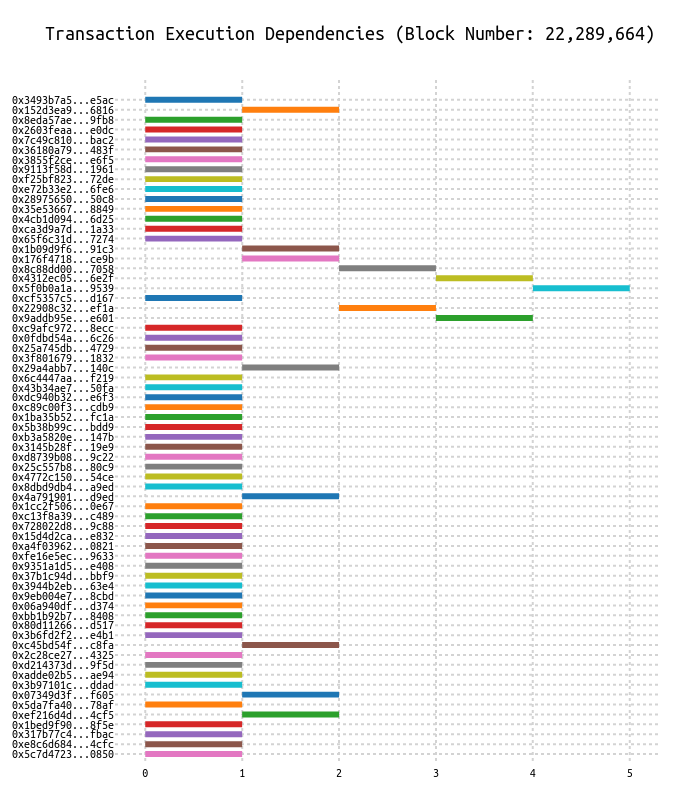 Transaction Execution Dependencies (Block Number: 22,289,664)
0x3493b7a5...e5ac
0x152d3ea9...6816
0x8eda57ae...9fb8
0x2603feaa...e0dc
0x7c49c810...bac2
0x36180a79...483f
0x3855f2ce...e6f5
0x9113f58d...1961
0xf25bf823...72de
0xe72b33e2...6fe6
0x28975650...50c8
0x35e53667...8849
0x4cb1d094...6d25
0xca3d9a7d...1a33
0x65f6c31d...7274
0x1b09d9f6...91c3
0x176f4718...ce9b
0x8c88dd00...7058
0x4312ec05...6e2f
0x5f0b0a1a...9539
0xcf5357c5...d167
0x22908c32...ef1a
0x9addb95e...e601
0xc9afc972...8ecc
0x0fdbd54a...6c26
0x25a745db...4729
0x3f801679...1832
0x29a4abb7...140c
0x6c4447aa...f219
0x43b34ae7...50fa
0xdc940b32...e6f3
0xc89c00f3...cdb9
0x1ba35b52...fc1a
0x5b38b99c...bdd9
0xb3a5820e...147b
0x3145b28f...19e9
0xd8739b08...9c22
0x25c557b8...80c9
0x4772c150...54ce
0x8dbd9db4...a9ed
0x4a791901...d9ed
0x1cc2f506...0e67
0xc13f8a39...c489
0x728022d8...9c88
0x15d4d2ca...e832
0xa4f03962...0821
0xfe16e5ec...9633
0x9351a1d5...e408
0x37b1c94d...bbf9
0x3944b2eb...63e4
0x9eb004e7...8cbd
0x06a940df...d374
0xbb1b92b7...8408
0x80d11266...d517
0x3b6fd2f2...e4b1
0xc45bd54f...c8fa
0x2c28ce27...4325
0xd214373d...9f5d
0xadde02b5...ae94
0x3b97101c...ddad
0x07349d3f...f605
0x5da7fa40...78af
0xef216d4d...4cf5
0x1bed9f90...8f5e
0x317b77c4...fbac
0xe8c6d684...4cfc
0x5c7d4723...0850
0 1 2 3 4 5